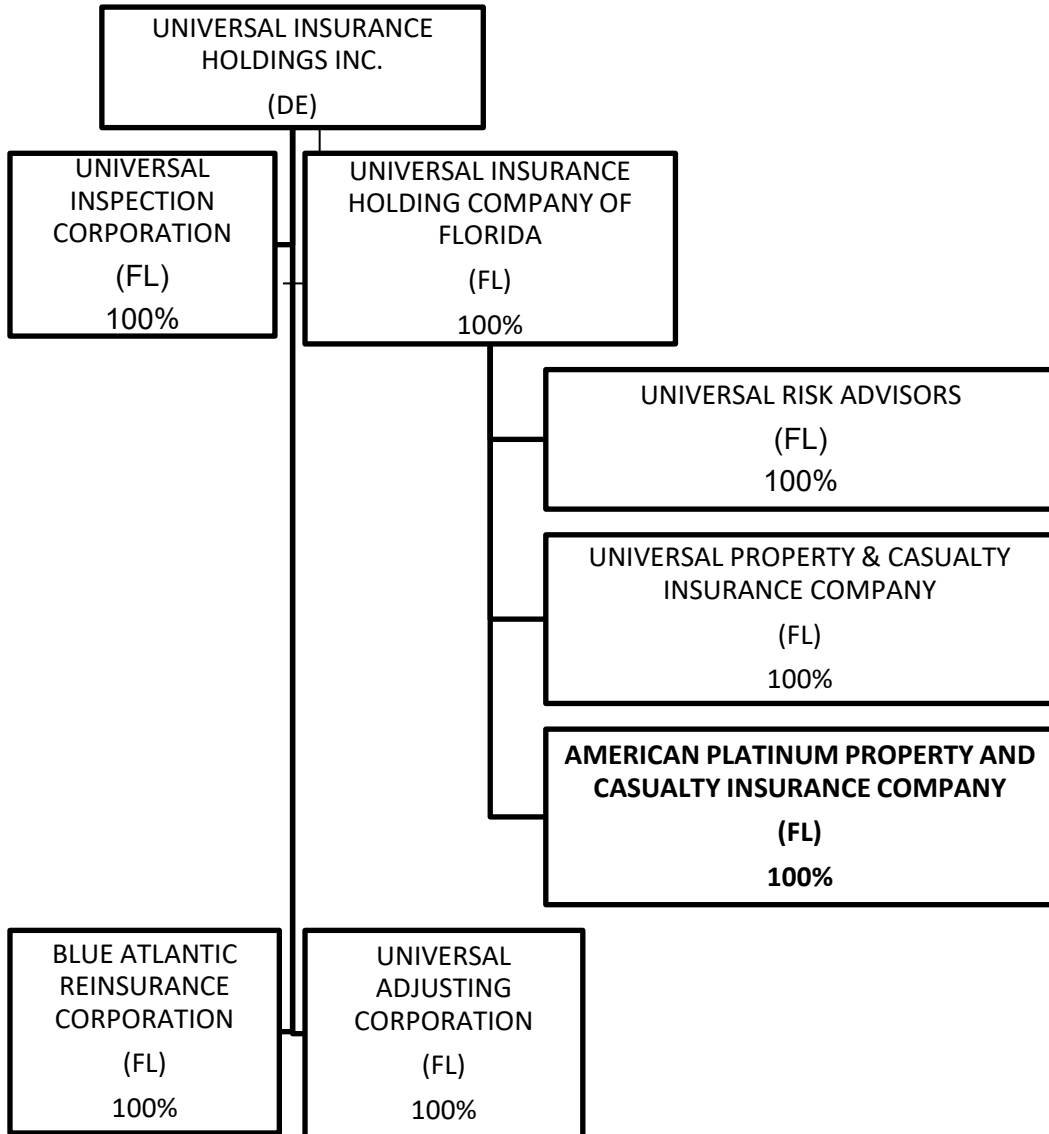 UNIVERSAL INSURANCE
HOLDINGS INC.
(DE)
UNIVERSAL
INSPECTION
CORPORATION
(FL)
100%
UNIVERSAL INSURANCE
HOLDING COMPANY OF
FLORIDA
(FL)
100%
UNIVERSAL RISK ADVISORS
(FL)
100%
UNIVERSAL PROPERTY & CASUALTY
INSURANCE COMPANY
(FL)
100%
AMERICAN PLATINUM PROPERTY AND
CASUALTY INSURANCE COMPANY
(FL)
100%
BLUE ATLANTIC
REINSURANCE
CORPORATION
(FL)
100%
UNIVERSAL
ADJUSTING
CORPORATION
(FL)
100%